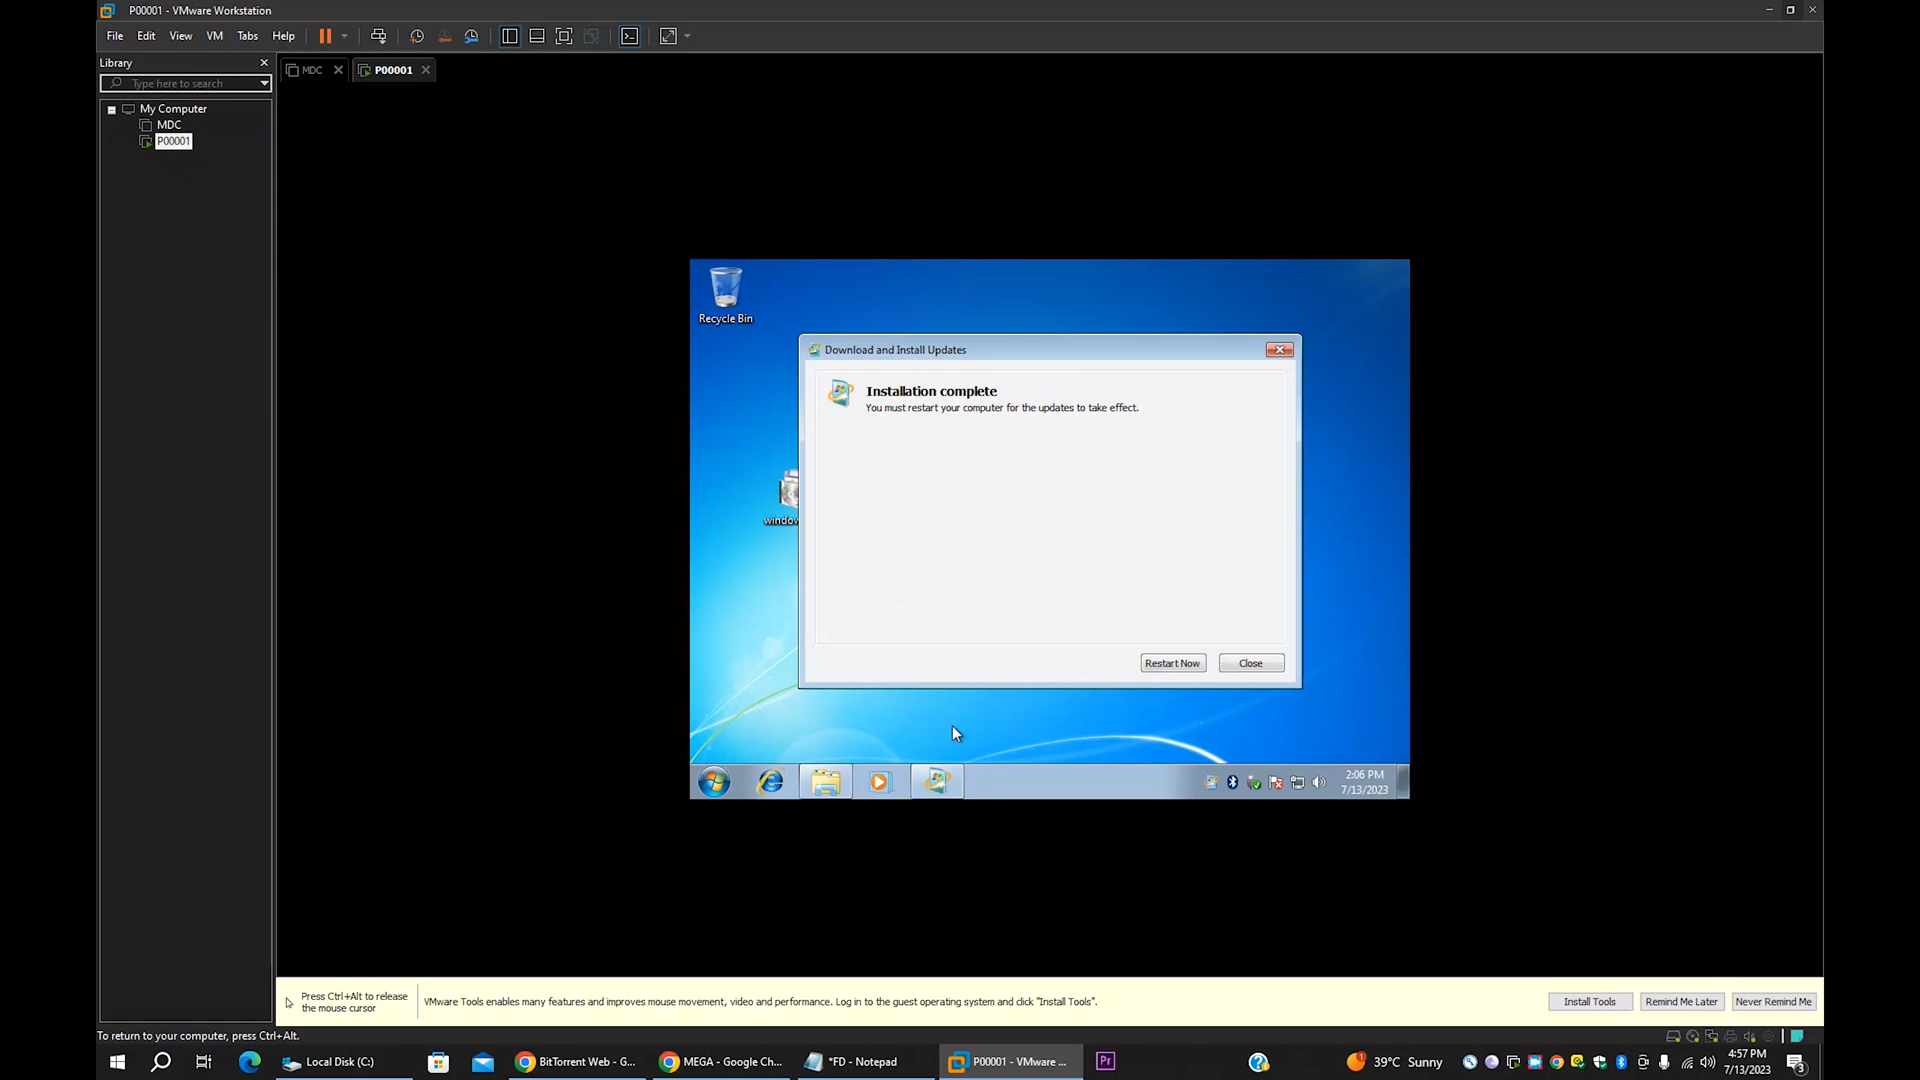 P00001 - VMware Workstation
File Edit View VM Tabs Help
Library
Type here to search
MDC P00001
My Computer
MDC
P00001
Recycle Bin
Download and Install Updates
Installation complete
You must restart your computer for the updates to take effect.
window
Restart Now Close
2:06 PM
7/13/2023
Press Ctrl+Alt to release
the mouse cursor
VMware Tools enables many features and improves mouse movement, video and performance. Log in to the guest operating system and click "Install Tools".
Install Tools Remind Me Later Never Remind Me
To return to your computer, press Ctrl+Alt.
Local Disk (C:) BitTorrent Web - G... MEGA - Google Ch... *FD - Notepad P00001 - VMware ... Pr 39°C Sunny 4:57 PM
7/13/2023